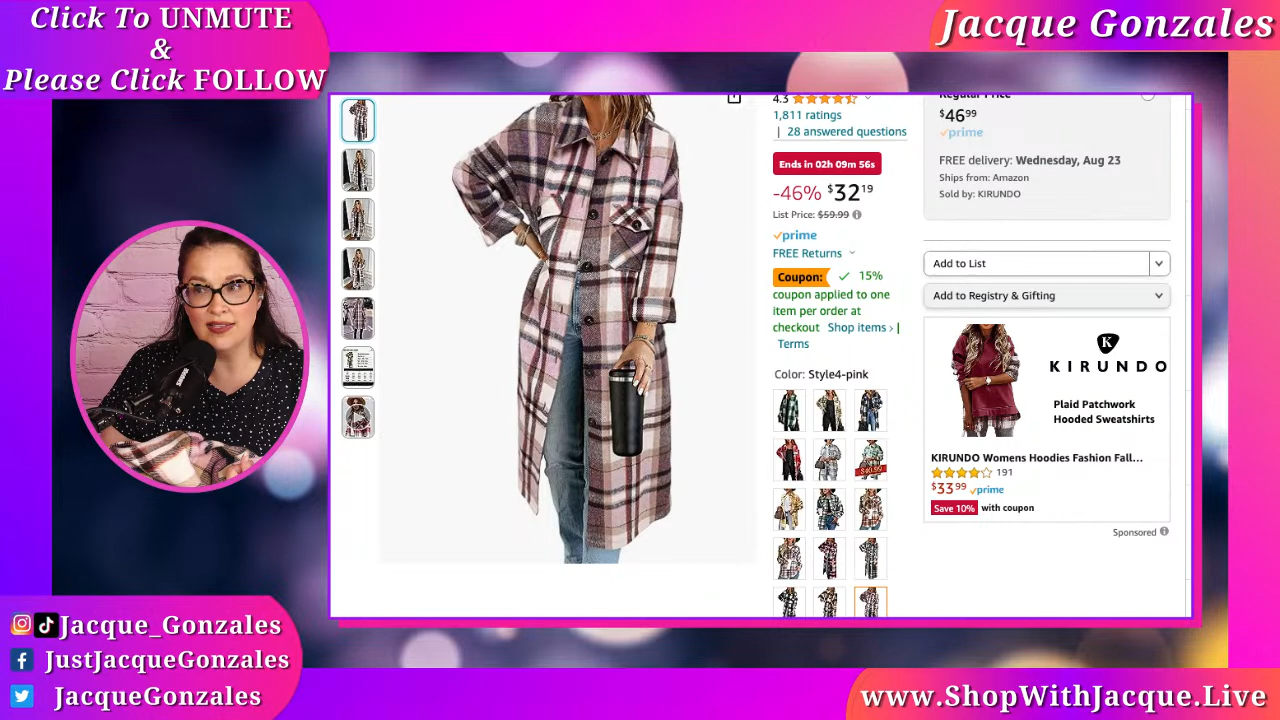 Click To UNMUTE
&
Please Click FOLLOW
Jacque Gonzales
4.3
1,811 ratings
| 28 answered questions
Ends in 02h 09m 56s
-46% $32 19
List Price: $59.99
prime
FREE Returns
Coupon: 15%
coupon applied to one
item per order at
checkout Shop items › |
Terms
Color: Style4-pink
$40.99
Regular Price
$46 99
prime
FREE delivery: Wednesday, Aug 23
Ships from: Amazon
Sold by: KIRUNDO
Add to List
Add to Registry & Gifting
K
KIRUNDO
Plaid Patchwork
Hooded Sweatshirts
KIRUNDO Womens Hoodies Fashion Fall...
191
$33 99 prime
Save 10% with coupon
Sponsored
Jacque_Gonzales
JustJacqueGonzales
JacqueGonzales
www.ShopWithJacque.Live